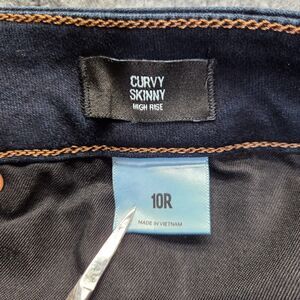 CURVY
SKINNY
HIGH RISE
10R
MADE IN VIETNAM